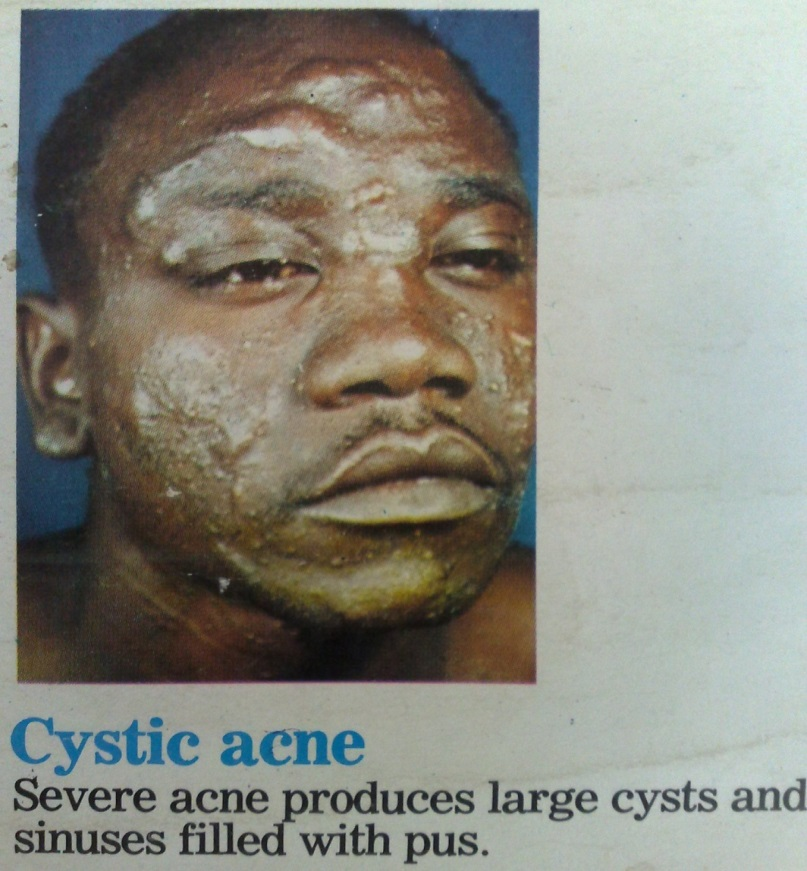 Cystic acne
Severe acne produces large cysts and
sinuses filled with pus.